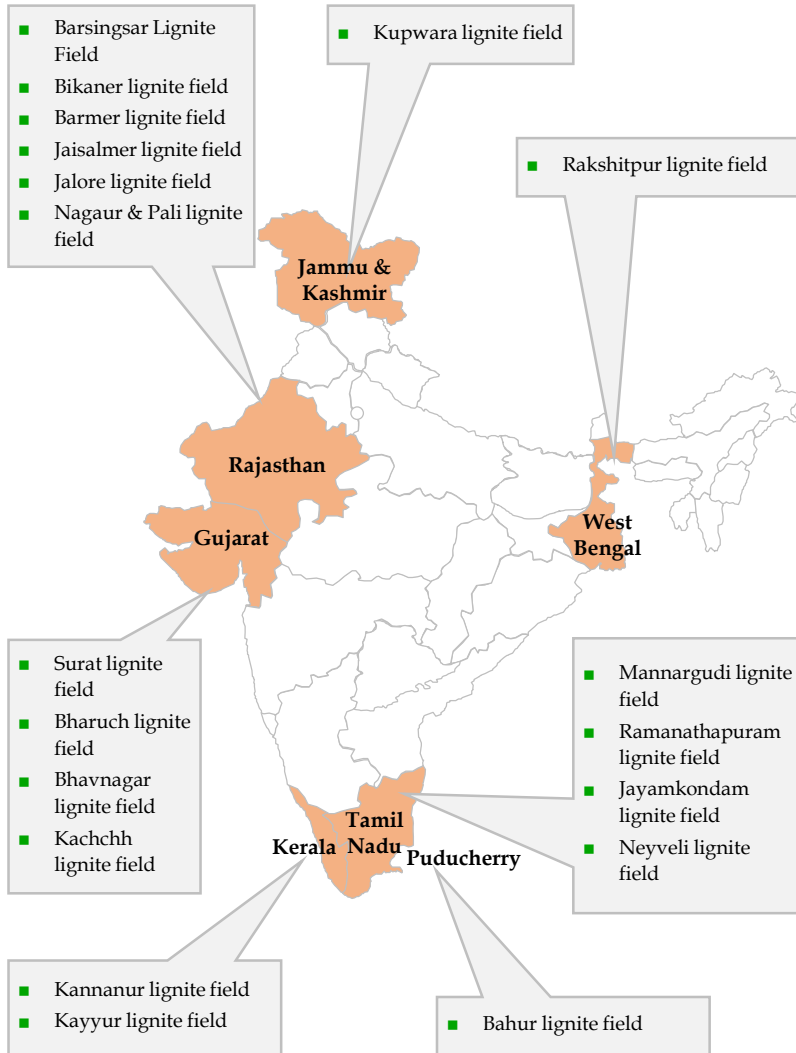 Barsingsar Lignite
Field
Bikaner lignite field
Barmer lignite field
Jaisalmer lignite field
Jalore lignite field
Nagaur & Pali lignite
field
Kupwara lignite field
Rakshitpur lignite field
Jammu &
Kashmir
Rajasthan
Gujarat
West
Bengal
Surat lignite
field
Bharuch lignite
field
Bhavnagar
lignite field
Kachchh
lignite field
Mannargudi lignite
field
Ramanathapuram
lignite field
Jayamkondam
lignite field
Neyveli lignite
field
Tamil
Nadu
Kerala
Puducherry
Kannanur lignite field
Kayyur lignite field
Bahur lignite field